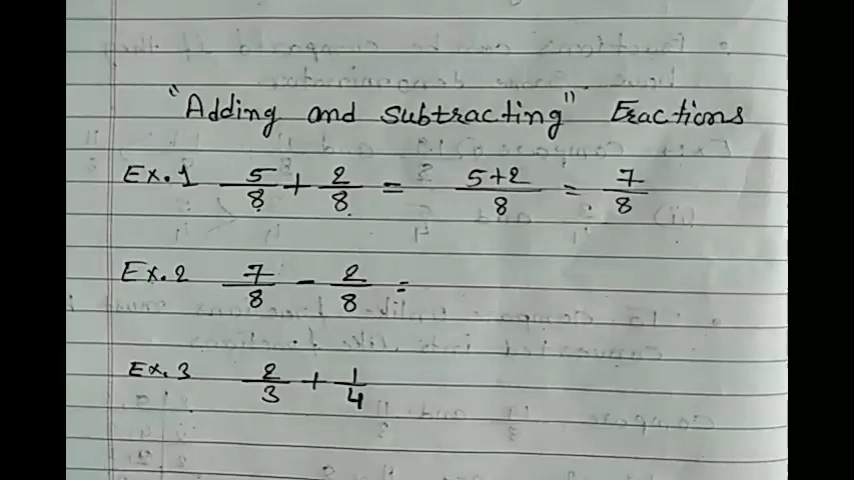 "Adding and subtracting" Fractions
Ex.1 5/8 + 2/8 = 5+2/8 = 7/8
Ex.2 7/8 - 2/8 =
Ex.3 2/3 + 1/4